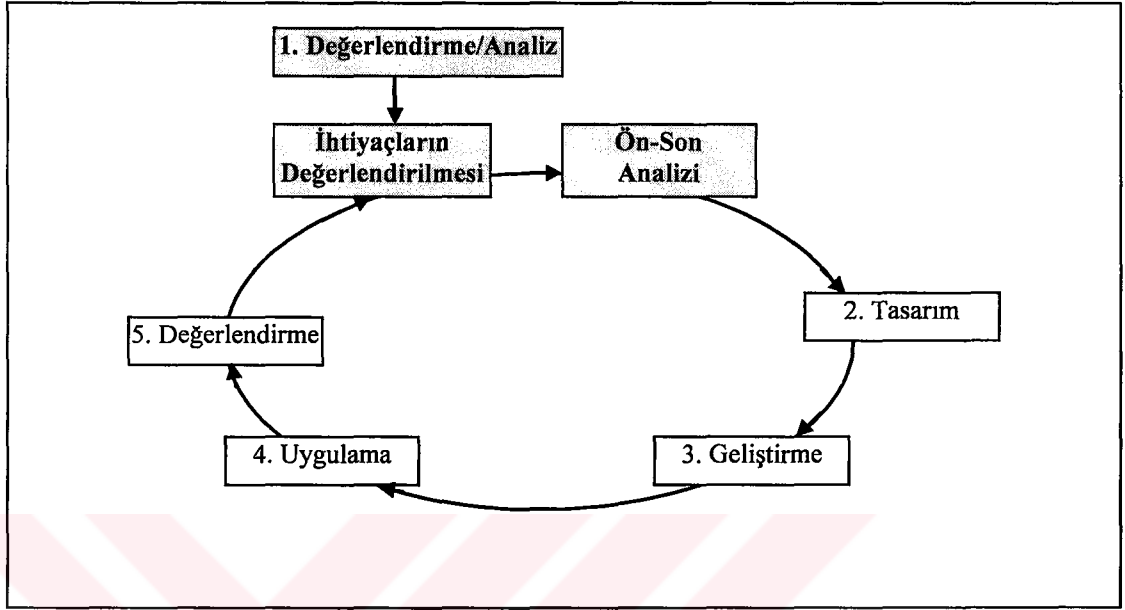 1. Değerlendirme/Analiz
İhtiyaçların
Değerlendirilmesi
Ön-Son
Analizi
2. Tasarım
5. Değerlendirme
4. Uygulama
3. Geliştirme